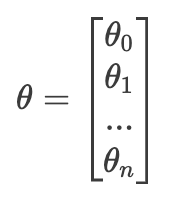 θ = [θ₀
θ₁
...
θₙ]